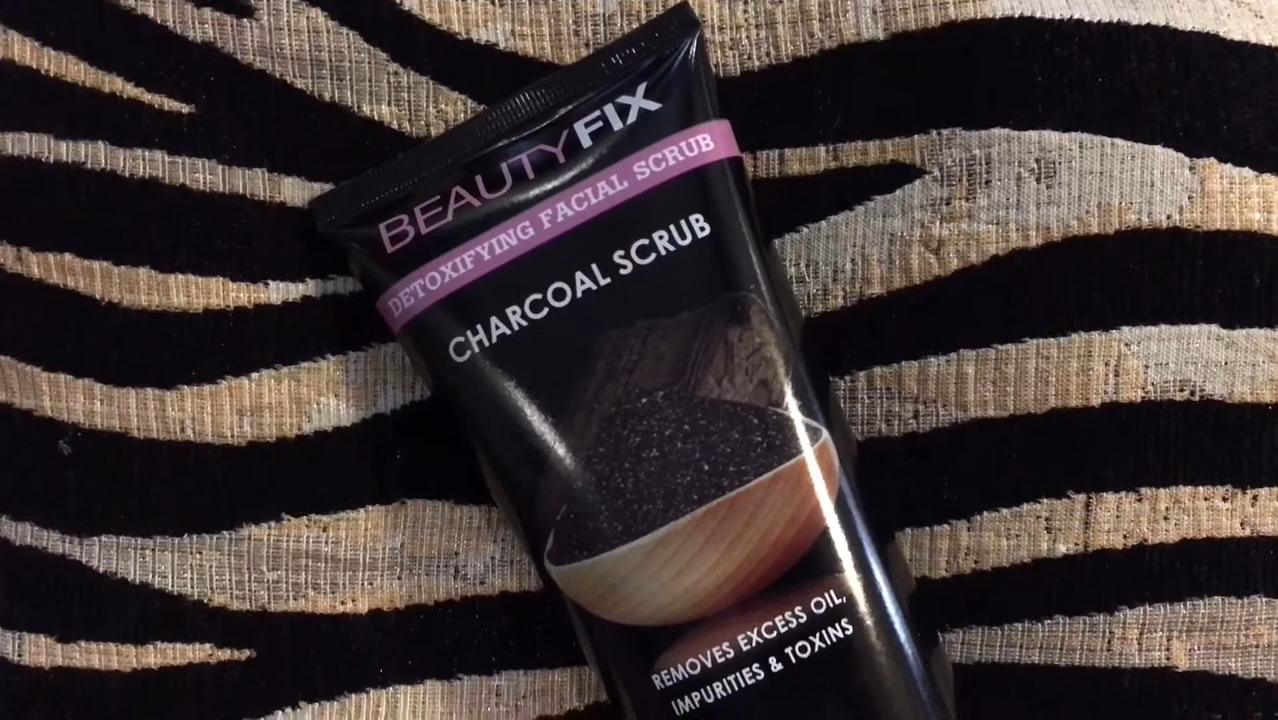 BEAUTYFIX
DETOXIFYING FACIAL SCRUB
CHARCOAL SCRUB
REMOVES EXCESS OIL,
IMPURITIES & TOXINS